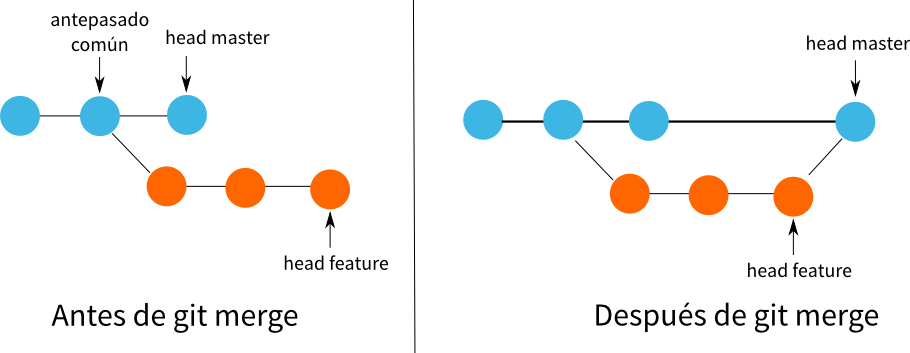 antepasado
común
head master
head feature
Antes de git merge
head master
head feature
Después de git merge